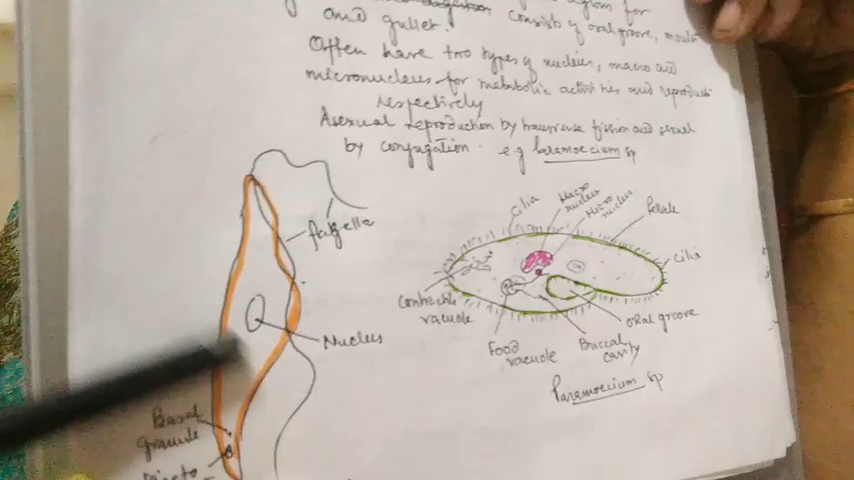 consists of oral groove, mouth
and gullet.
Often have two types of nucleus, macro and
micronucleus for metabolic activities and reproduct
respectively
Asexual reproduction by transverse fission and sexual
by conjugation. e.g Paramoecium sp
flagella
Nucleus
Basal
granule
Cilia
Macro
nucleus
Micro
nucleus
Pellicle
Cilia
Contractile
vacuole
Oral groove
Food
vacuole
Buccal
cavity
Paramoecium sp